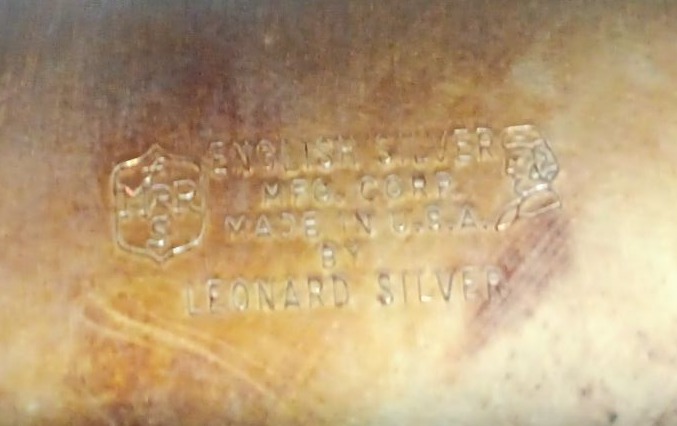 ENGLISH SILVER
MFG. CORP.
MADE IN U.S.A.
BY
LEONARD SILVER